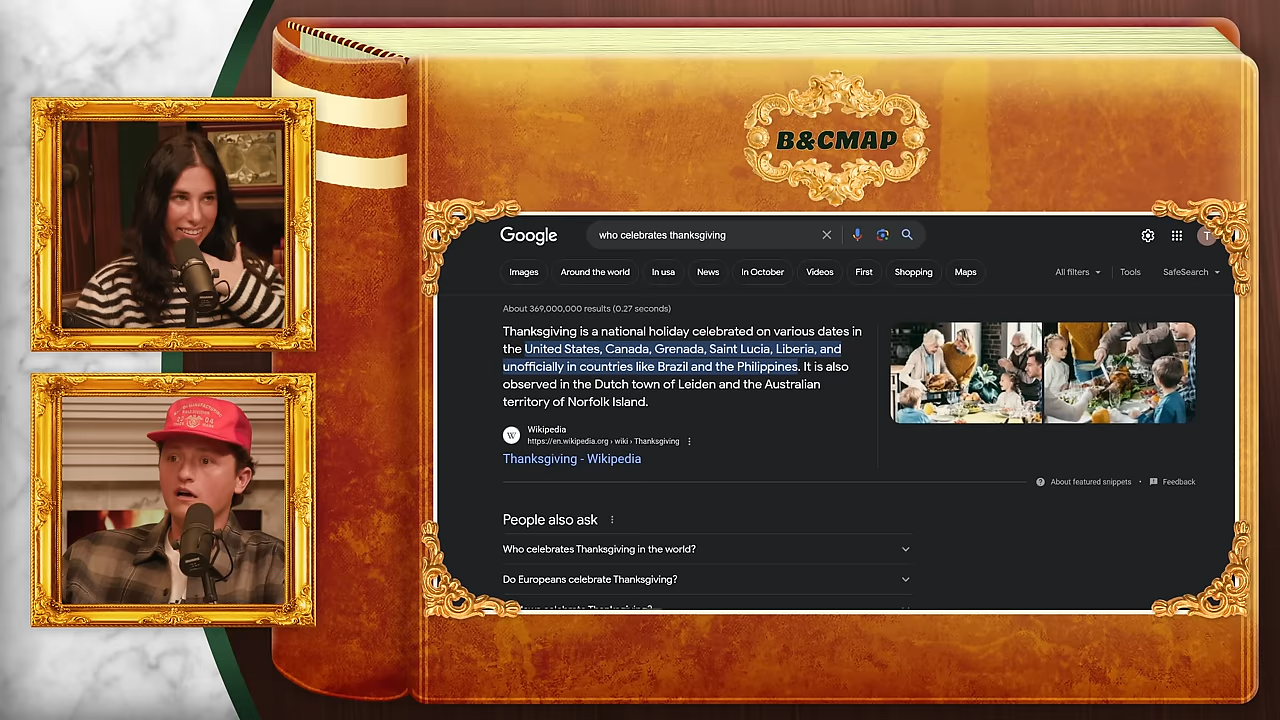 B&CMAP
Google
who celebrates thanksgiving
T
Images
Around the world
In usa
News
In October
Videos
First
Shopping
Maps
All filters
Tools
SafeSearch
About 369,000,000 results (0.27 seconds)
Thanksgiving is a national holiday celebrated on various dates in
the United States, Canada, Grenada, Saint Lucia, Liberia, and
unofficially in countries like Brazil and the Philippines. It is also
observed in the Dutch town of Leiden and the Australian
territory of Norfolk Island.
W
Wikipedia
https://en.wikipedia.org › wiki › Thanksgiving
Thanksgiving - Wikipedia
About featured snippets • Feedback
People also ask
Who celebrates Thanksgiving in the world?
Do Europeans celebrate Thanksgiving?
celebrate Thanksgiving?
2004